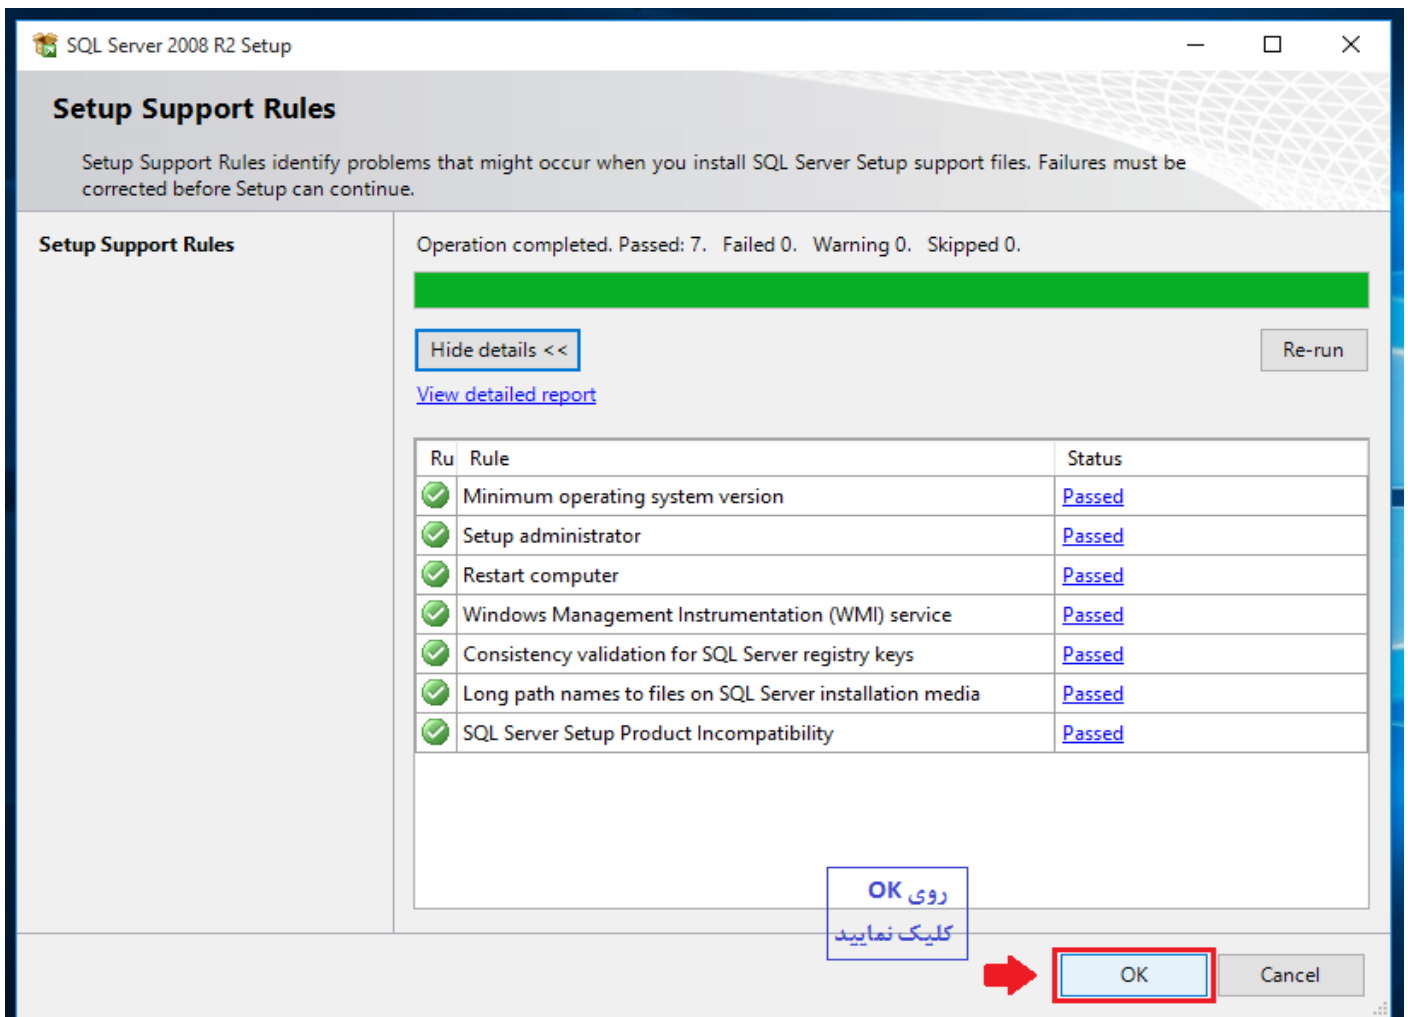 SQL Server 2008 R2 Setup
Setup Support Rules
Setup Support Rules identify problems that might occur when you install SQL Server Setup support files. Failures must be
corrected before Setup can continue.
Setup Support Rules
Operation completed. Passed: 7.   Failed 0.   Warning 0.   Skipped 0.
Hide details <<
Re-run
View detailed report
Ru Rule Status
Minimum operating system version Passed
Setup administrator Passed
Restart computer Passed
Windows Management Instrumentation (WMI) service Passed
Consistency validation for SQL Server registry keys Passed
Long path names to files on SQL Server installation media Passed
SQL Server Setup Product Incompatibility Passed
روی OK
کلیک نمایید
OK
Cancel